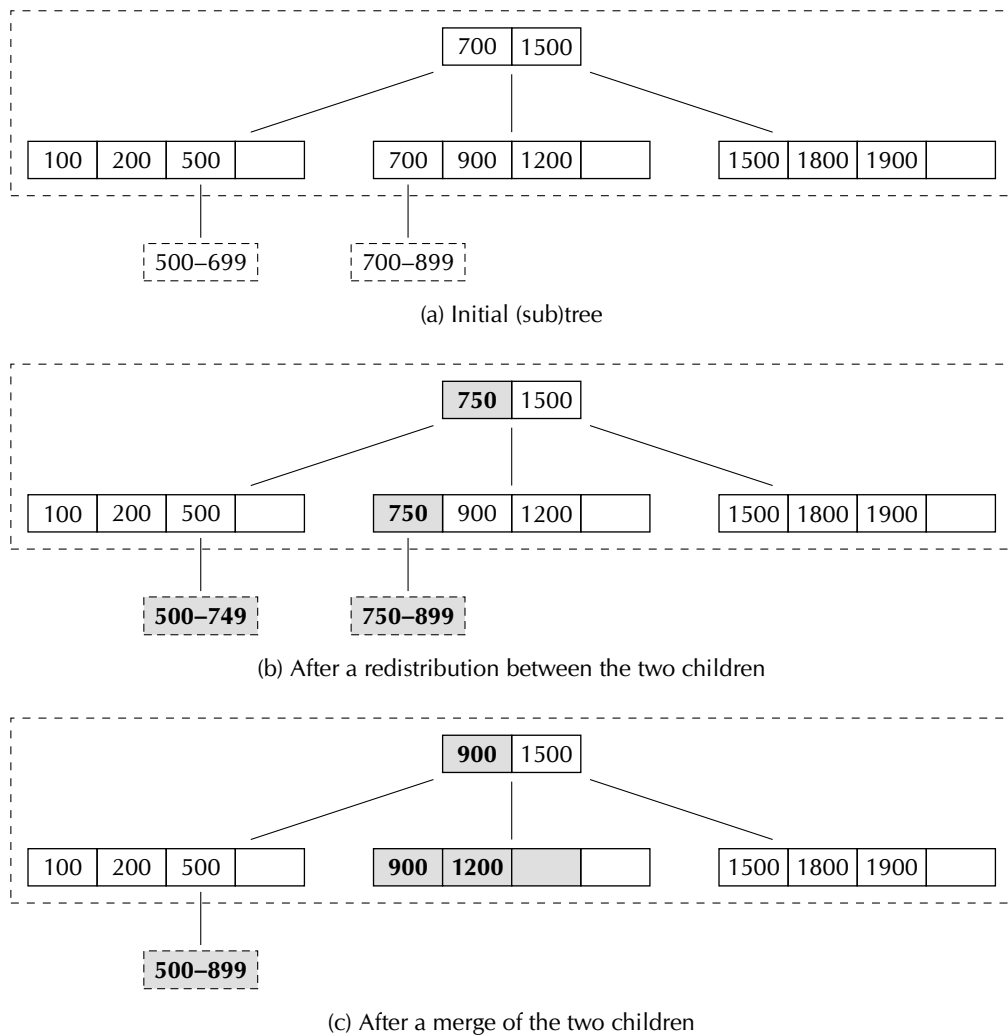 700 1500
100 200 500 700 900 1200 1500 1800 1900
500–699 700–899
(a) Initial (sub)tree
750 1500
100 200 500 750 900 1200 1500 1800 1900
500–749 750–899
(b) After a redistribution between the two children
900 1500
100 200 500 900 1200 1500 1800 1900
500–899
(c) After a merge of the two children